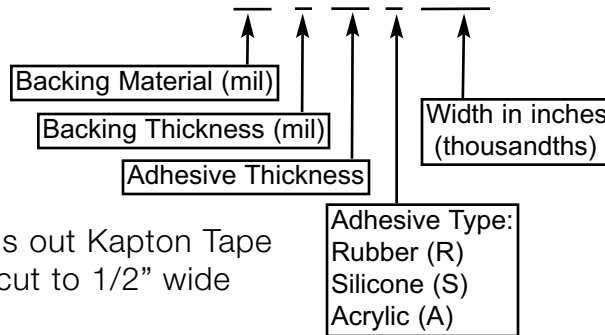 Backing Material (mil)
Backing Thickness (mil)
Adhesive Thickness
Width in inches
(thousandths)
Adhesive Type:
Rubber (R)
Silicone (S)
Acrylic (A)
s out Kapton Tape
cut to 1/2” wide